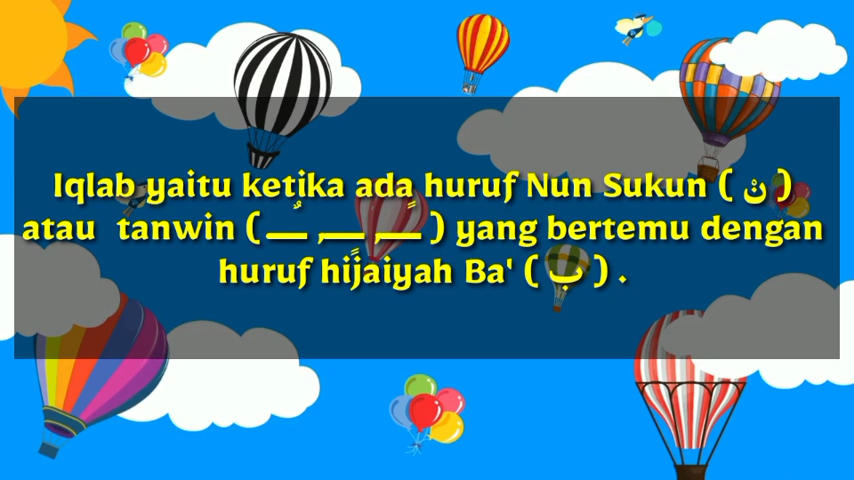 Iqlab yaitu ketika ada huruf Nun Sukun ( نْ )
atau tanwin ( ـــٌـ , ـــٍـ, ـــًـ ) yang bertemu dengan
huruf hijaiyah Ba' ( ب ) .